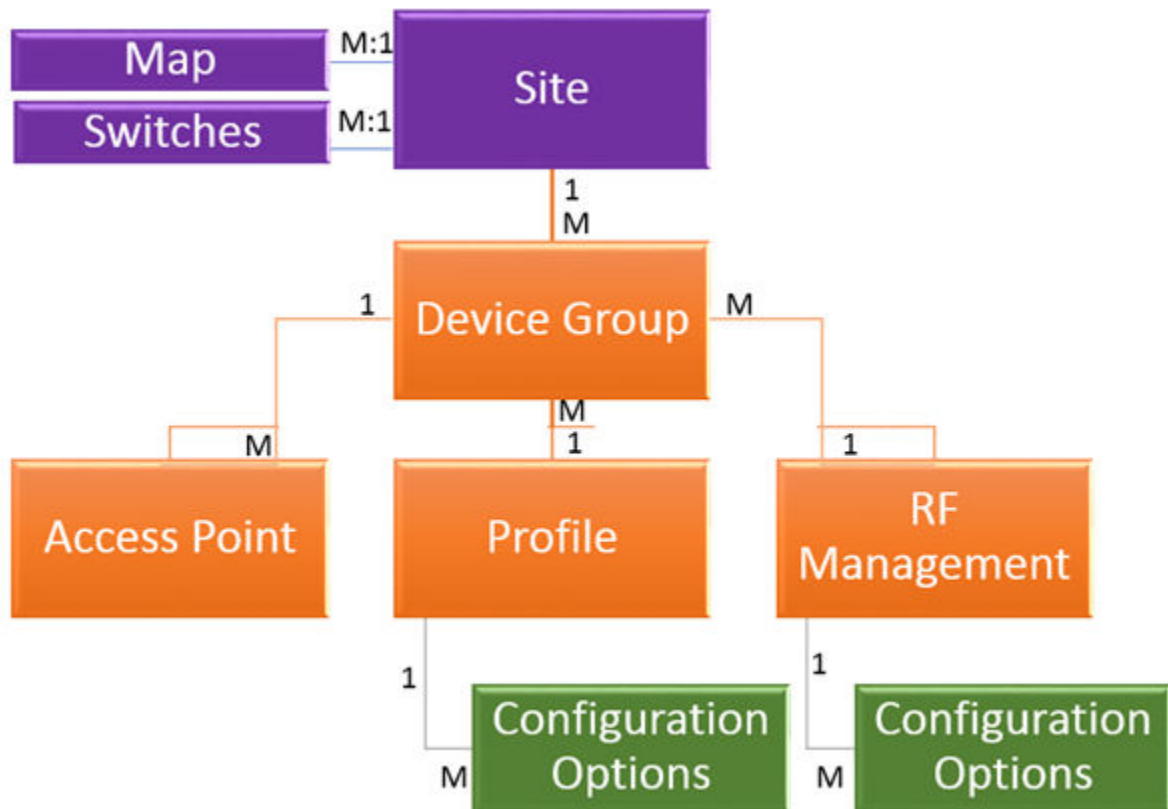 Map
M:1
Site
Switches
M:1
1
M
1
Device Group
M
M
M
1
1
Access Point
Profile
RF
Management
1
1
Configuration
Options
M
Configuration
Options
M